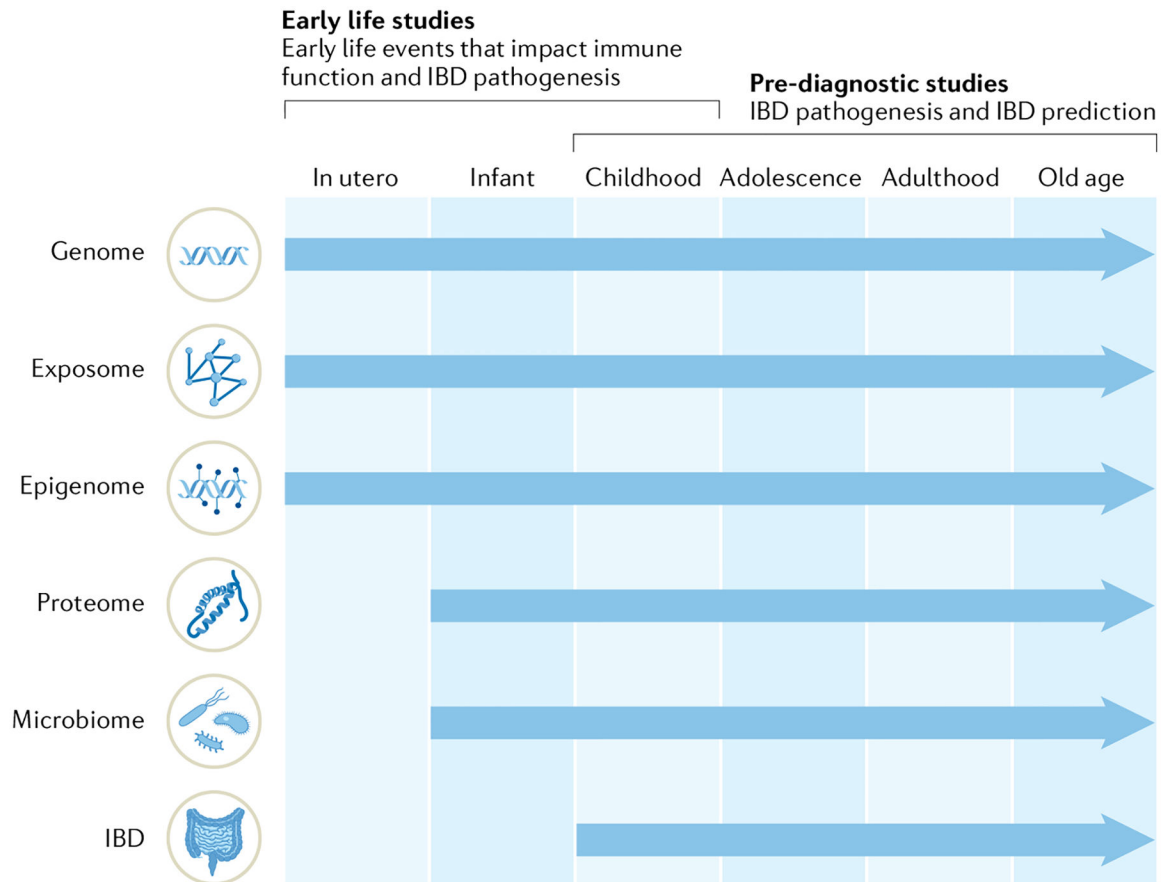 Early life studies
Early life events that impact immune
function and IBD pathogenesis
Pre-diagnostic studies
IBD pathogenesis and IBD prediction
In utero
Infant
Childhood
Adolescence
Adulthood
Old age
Genome
Exposome
Epigenome
Proteome
Microbiome
IBD